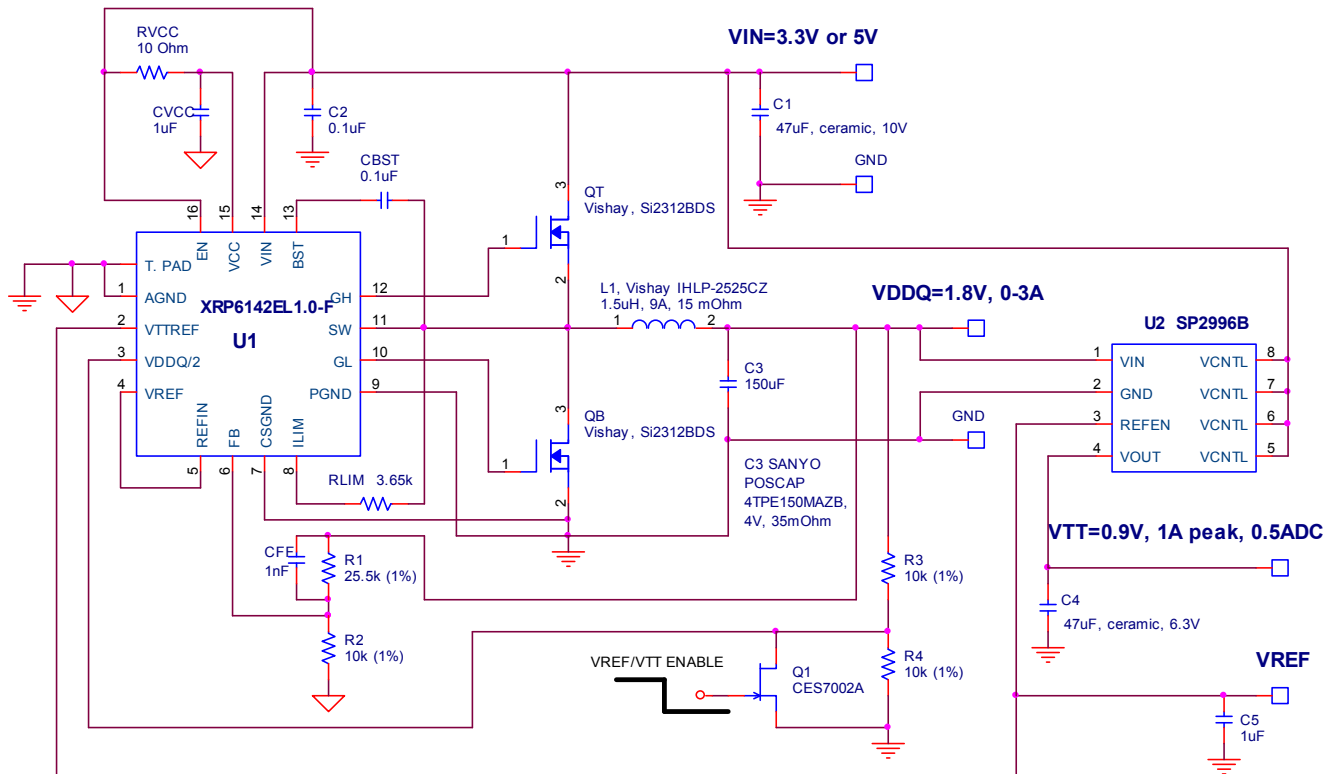 RVCC
10 Ohm
VIN=3.3V or 5V
CVCC
1uF
C2
0.1uF
C1
47uF, ceramic, 10V
CBST
0.1uF
GND
3
QT
Vishay, Si2312BDS
1
2
16
15
14
13
EN
VCC
VIN
BST
T. PAD
1
AGND
2
VTTREF
3
VDDQ/2
4
VREF
XRP6142EL1.0-F
U1
GH
12
SW
11
GL
10
PGND
9
REFIN
FB
CSGND
ILIM
5
6
7
8
L1, Vishay IHLP-2525CZ
1.5uH, 9A, 15 mOhm
1
2
VDDQ=1.8V, 0-3A
U2 SP2996B
1
VIN
VCNTL
8
2
GND
VCNTL
7
3
REFEN
VCNTL
6
4
VOUT
VCNTL
5
C3
150uF
GND
3
QB
Vishay, Si2312BDS
1
2
RLIM 3.65k
C3 SANYO
POSCAP
4TPE150MAZB,
4V, 35mOhm
VTT=0.9V, 1A peak, 0.5ADC
CFF
1nF
R1
25.5k (1%)
R3
10k (1%)
C4
47uF, ceramic, 6.3V
R2
10k (1%)
VREF/VTT ENABLE
Q1
CES7002A
R4
10k (1%)
VREF
C5
1uF